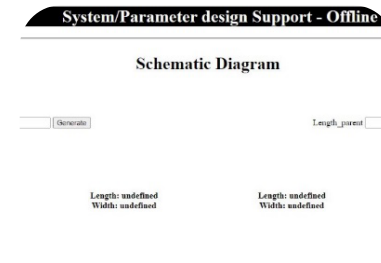 System/Parameter design Support - Offline
Schematic Diagram
Generate Length_parent
Length: undefined Length: undefined
Width: undefined Width: undefined